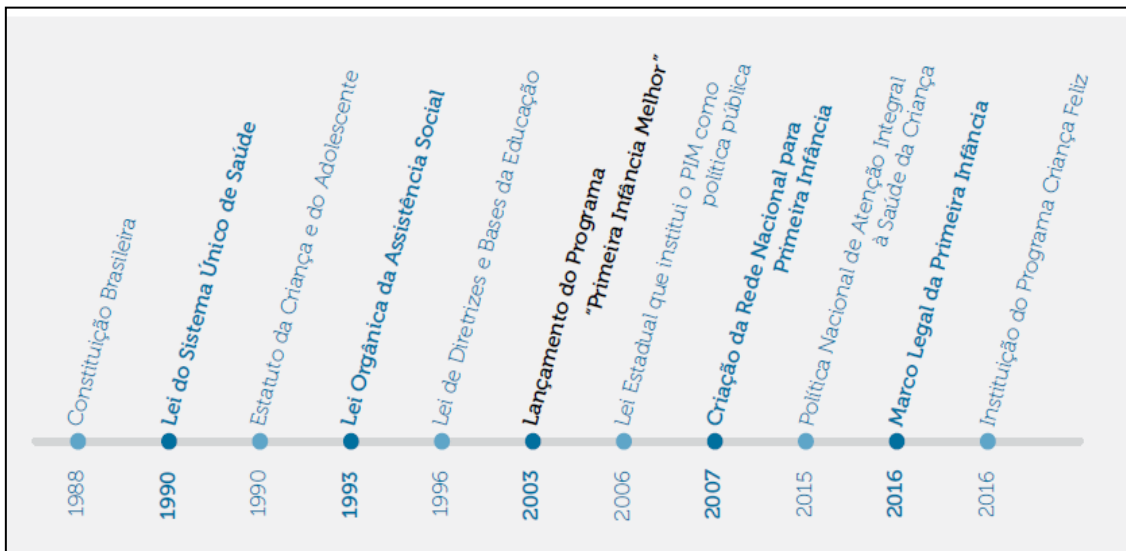 Constituição Brasileira
Lei do Sistema Único de Saúde
Estatuto da Criança e do Adolescente
Lei Orgânica da Assistência Social
Lei de Diretrizes e Bases da Educação
Lançamento do Programa
"Primeira Infância Melhor"
Lei Estadual que institui o PIM como
política pública
Criação da Rede Nacional para
Primeira Infância
Política Nacional de Atenção Integral
à Saúde da Criança
Marco Legal da Primeira Infância
Instituição do Programa Criança Feliz
1988
1990
1990
1993
1996
2003
2006
2007
2015
2016
2016